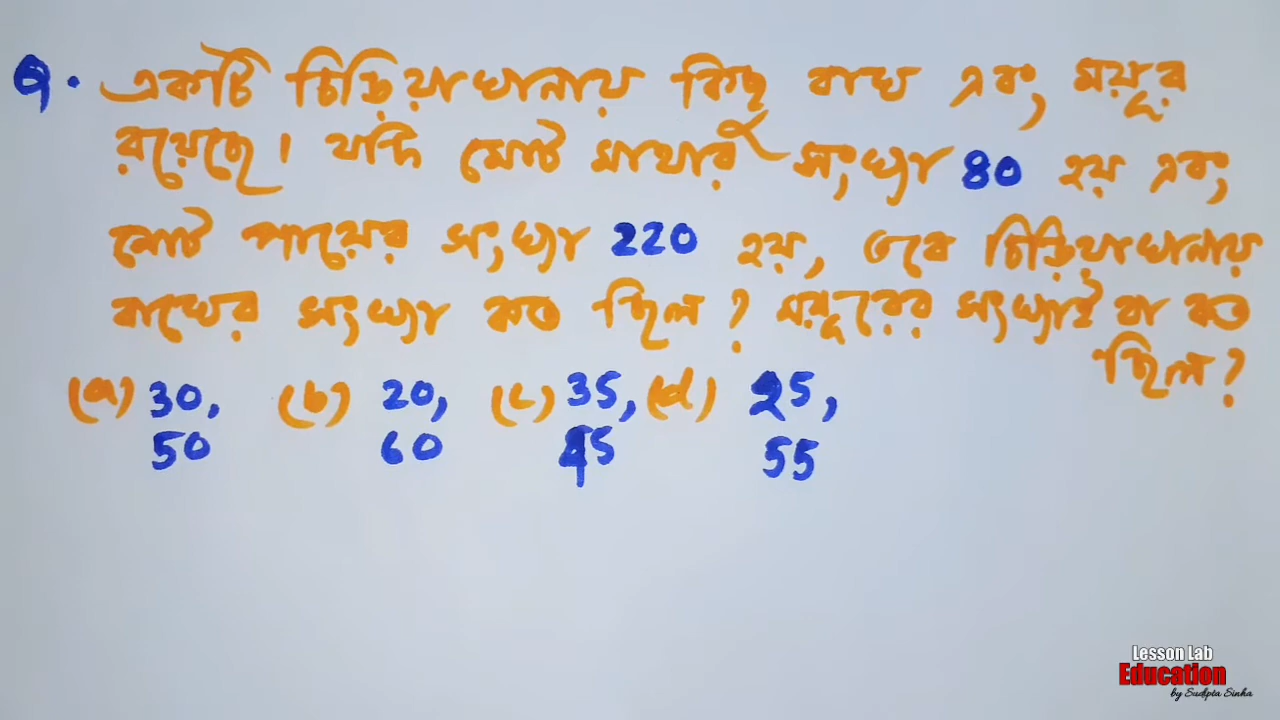 Q. একটি চিড়িয়াখানায় কিছু বাঘ এবং ময়ূর
রয়েছে। যদি মোট মাথার সংখ্যা 80 হয় এবং
মোট পায়ের সংখ্যা 220 হয়, তবে চিড়িয়াখানায়
বাঘের সংখ্যা কত ছিল? ময়ূরের সংখ্যাই বা কত
ছিল?
(a) 30, (b) 20, (c) 35, (d) 25,
50 60 45 55
Lesson Lab
Education
by Sudipta Sinha